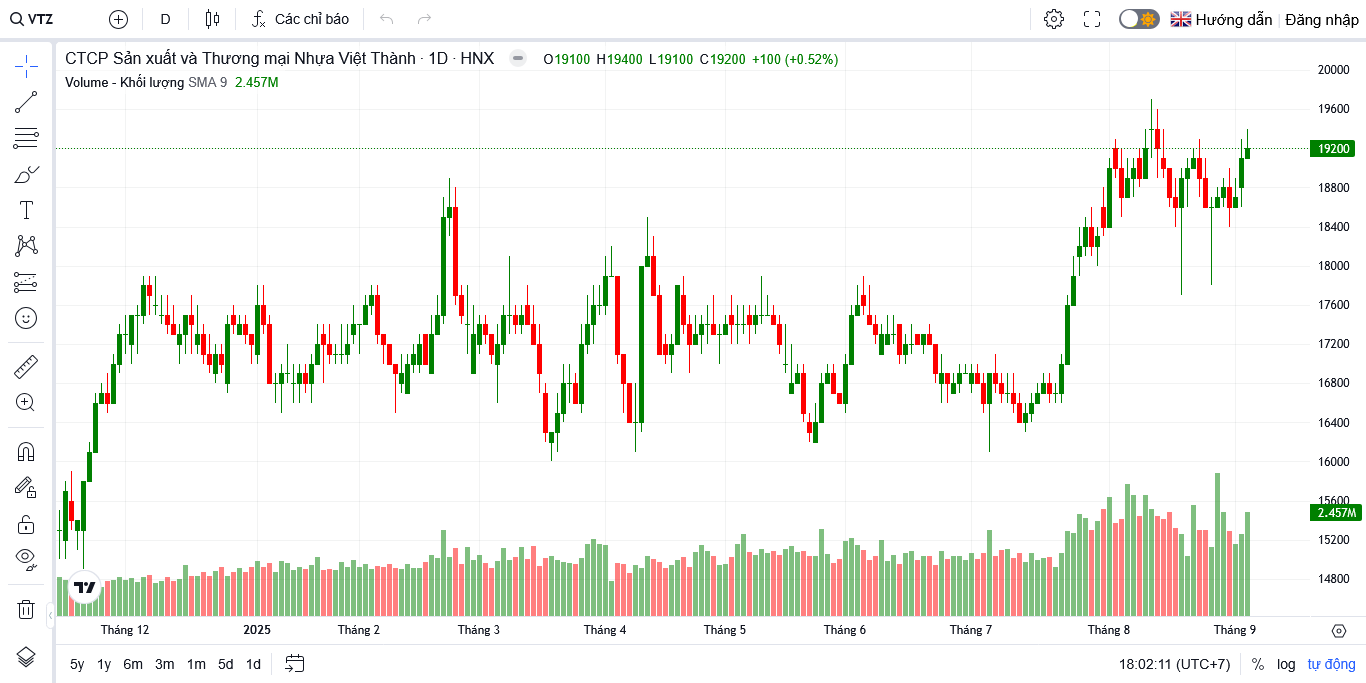 VTZ D Các chỉ báo Hướng dẫn Đăng nhập
CTCP Sản xuất và Thương mại Nhựa Việt Thành · 1D · HNX O19100 H19400 L19100 C19200 +100 (+0.52%)
Volume - Khối lượng SMA 9 2.457M
20000
19600
19200
18800
18400
18000
17600
17200
16800
16400
16000
15600
2.457M
15200
14800
Tháng 12 2025 Tháng 2 Tháng 3 Tháng 4 Tháng 5 Tháng 6 Tháng 7 Tháng 8 Tháng 9
5y 1y 6m 3m 1m 5d 1d 18:02:11 (UTC+7) % log tự động